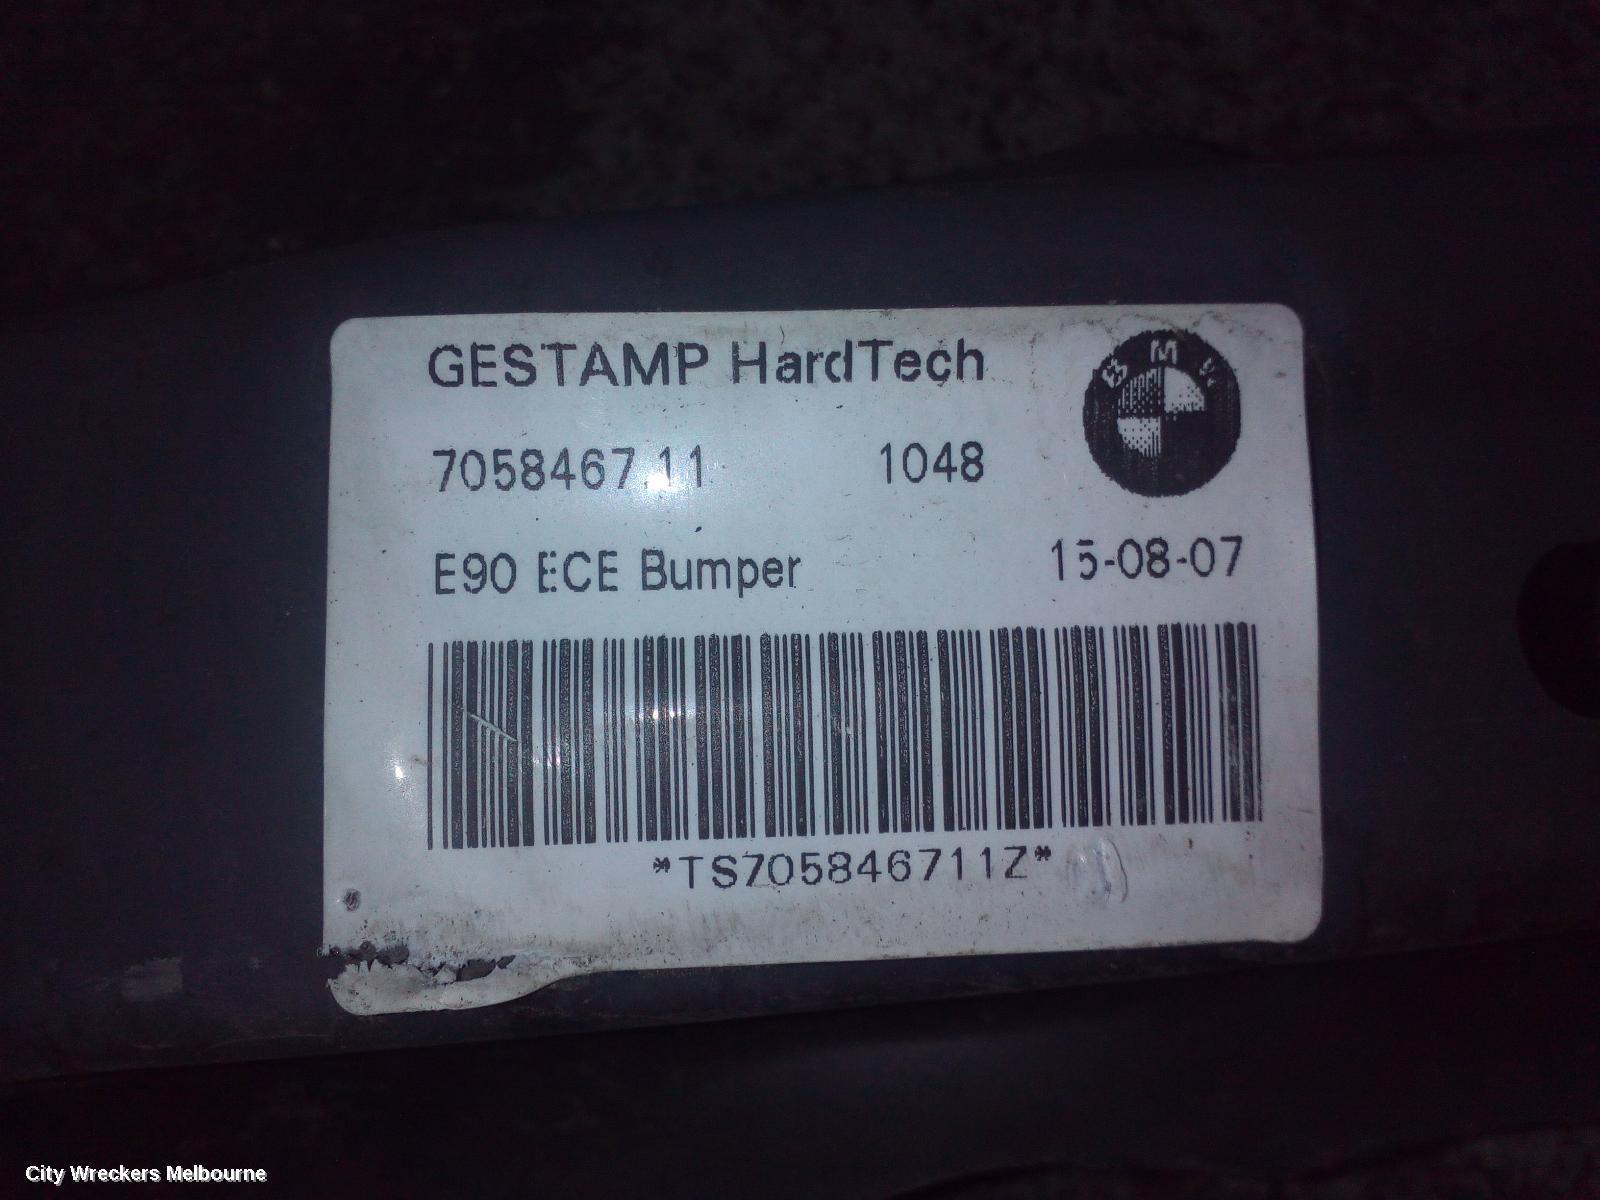 GESTAMP HardTech
BMW
7058467 11 1048
E90 ECE Bumper 15-08-07
*TS705846711Z*
City Wreckers Melbourne